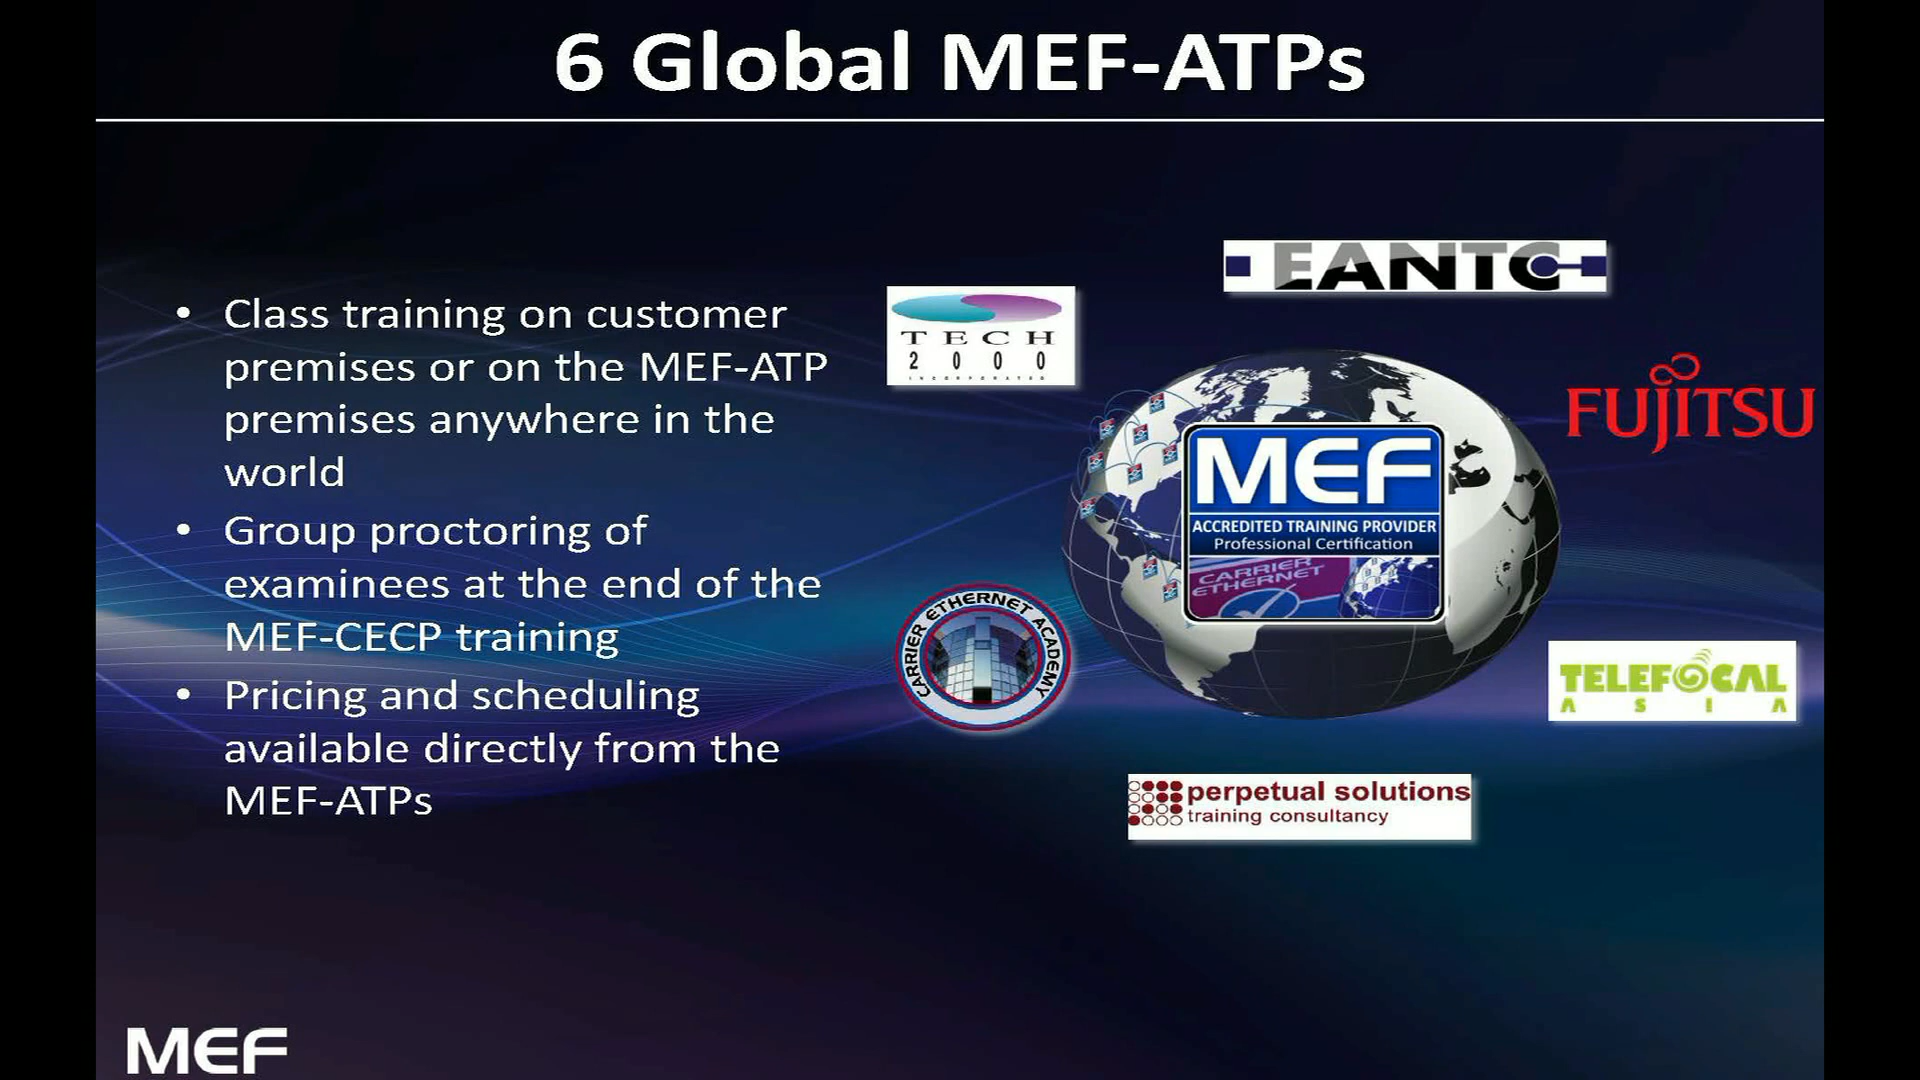 6 Global MEF-ATPs
• Class training on customer
premises or on the MEF-ATP
premises anywhere in the
world
• Group proctoring of
examinees at the end of the
MEF-CECP training
• Pricing and scheduling
available directly from the
MEF-ATPs
EANTC
TECH
2000
INCORPORATED
FUJITSU
MEF
ACCREDITED TRAINING PROVIDER
Professional Certification
CARRIER
ETHERNET
CARRIER ETHERNET ACADEMY
TELEFOCAL
ASIA
perpetual solutions
training consultancy
MEF